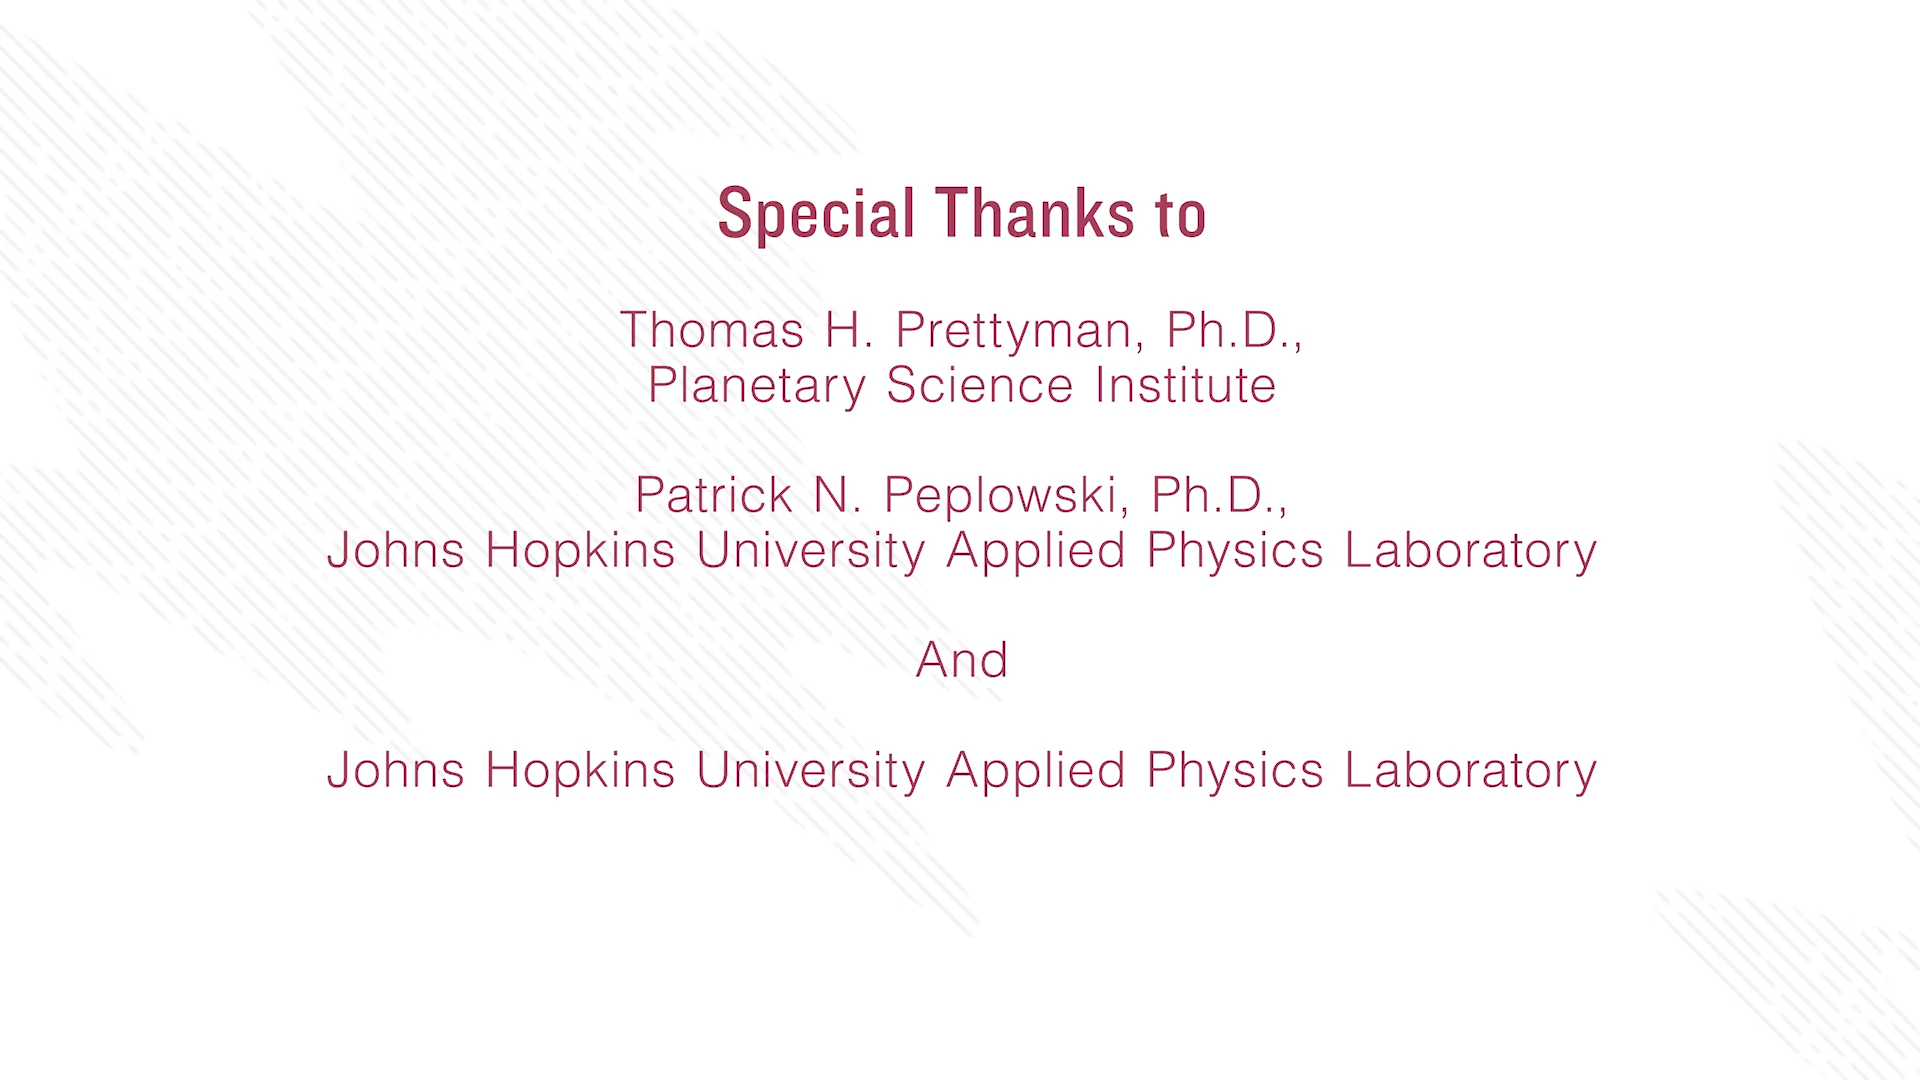 Special Thanks to
Thomas H. Prettyman, Ph.D.,
Planetary Science Institute
Patrick N. Peplowski, Ph.D.,
Johns Hopkins University Applied Physics Laboratory
And
Johns Hopkins University Applied Physics Laboratory